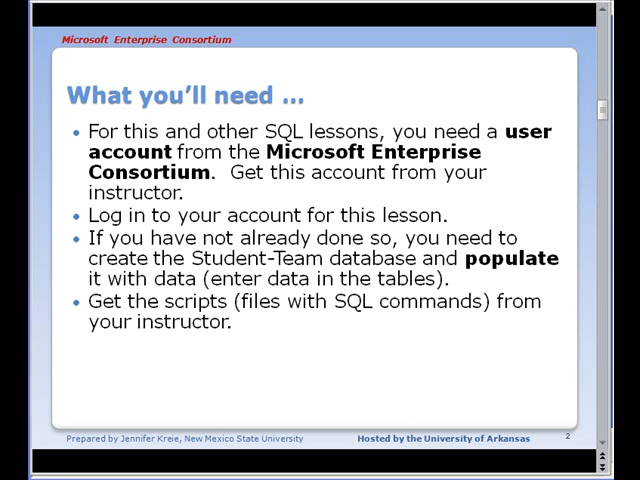 Microsoft Enterprise Consortium
What you'll need ...
• For this and other SQL lessons, you need a user
account from the Microsoft Enterprise
Consortium.  Get this account from your
instructor.
• Log in to your account for this lesson.
• If you have not already done so, you need to
create the Student-Team database and populate
it with data (enter data in the tables).
• Get the scripts (files with SQL commands) from
your instructor.
Prepared by Jennifer Kreie, New Mexico State University
Hosted by the University of Arkansas
2